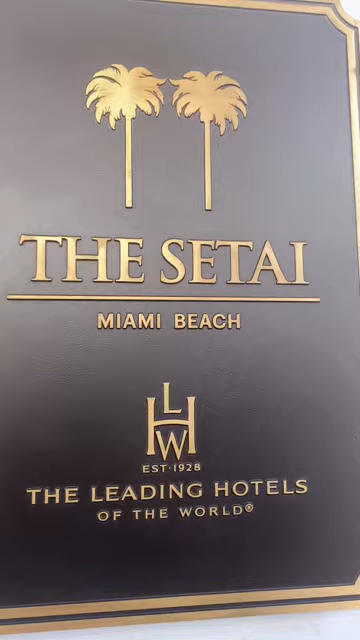 THE SETAI
MIAMI BEACH
LHW
EST·1928
THE LEADING HOTELS
OF THE WORLD®